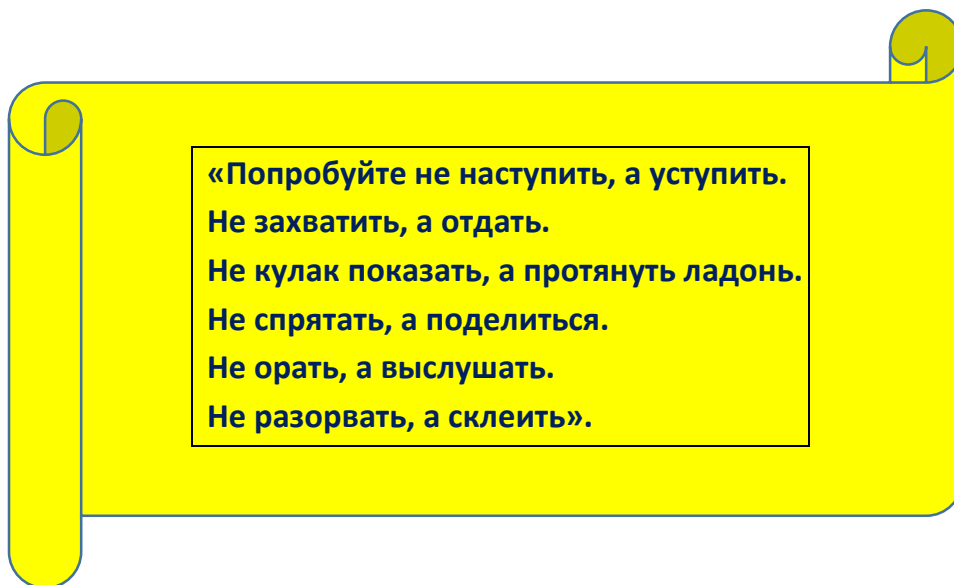 «Попробуйте не наступить, а уступить.
Не захватить, а отдать.
Не кулак показать, а протянуть ладонь.
Не спрятать, а поделиться.
Не орать, а выслушать.
Не разорвать, а склеить».